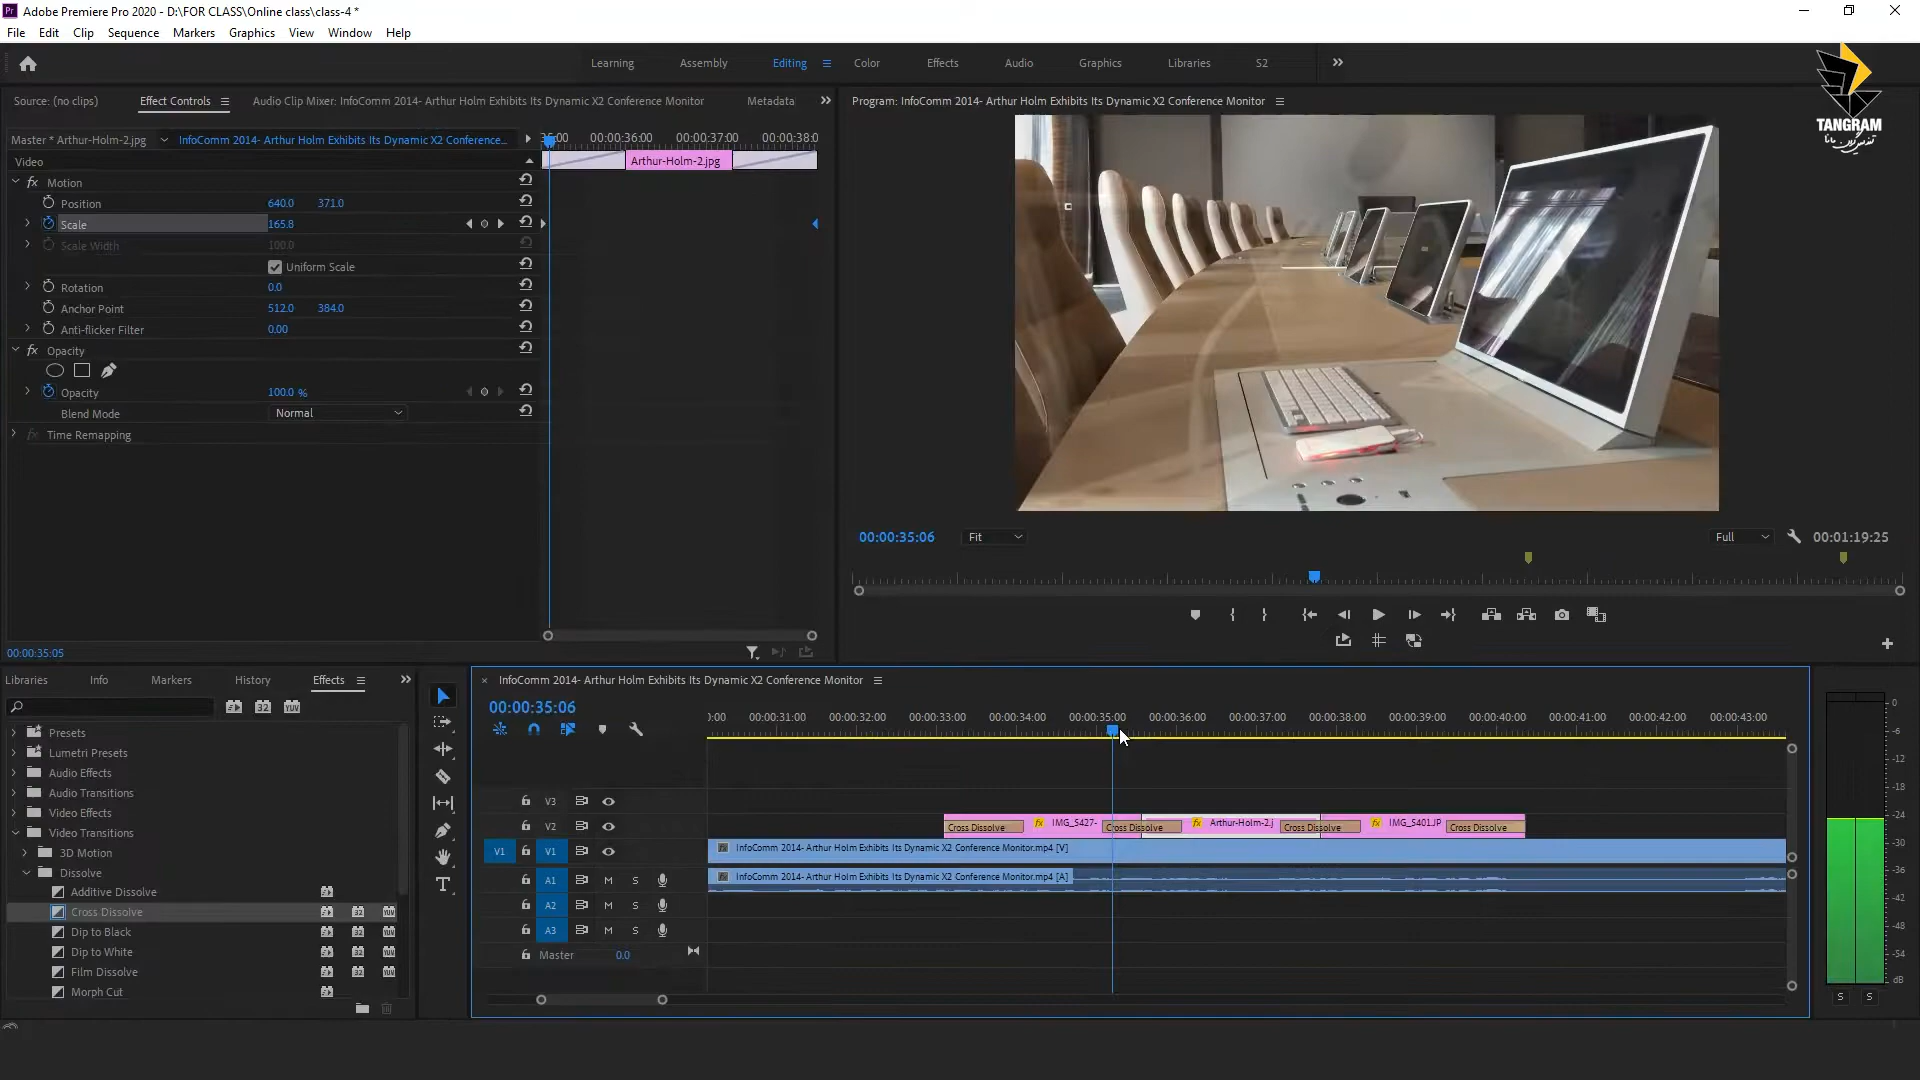 Adobe Premiere Pro 2020 - D:\FOR CLASS\Online class\class-4 *
File Edit Clip Sequence Markers Graphics View Window Help
Learning Assembly Editing Color Effects Audio Graphics Libraries S2
TANGRAM
Source: (no clips) Effect Controls Audio Clip Mixer: InfoComm 2014- Arthur Holm Exhibits Its Dynamic X2 Conference Monitor Metadata
Program: InfoComm 2014- Arthur Holm Exhibits Its Dynamic X2 Conference Monitor
Master * Arthur-Holm-2.jpg InfoComm 2014- Arthur Holm Exhibits Its Dynamic X2 Conference...
35:00 00:00:36:00 00:00:37:00 00:00:38:0
Video
Arthur-Holm-2.jpg
fx Motion
Position 640.0 371.0
Scale 165.8
Scale Width 100.0
Uniform Scale
Rotation 0.0
Anchor Point 512.0 384.0
Anti-flicker Filter 0.00
fx Opacity
Opacity 100.0 %
Blend Mode Normal
fx Time Remapping
00:00:35:05
00:00:35:06 Fit Full 00:01:19:25
Libraries Info Markers History Effects
Presets
Lumetri Presets
Audio Effects
Audio Transitions
Video Effects
Video Transitions
3D Motion
Dissolve
Additive Dissolve
Cross Dissolve
Dip to Black
Dip to White
Film Dissolve
Morph Cut
InfoComm 2014- Arthur Holm Exhibits Its Dynamic X2 Conference Monitor
00:00:35:06
):00 00:00:31:00 00:00:32:00 00:00:33:00 00:00:34:00 00:00:35:00 00:00:36:00 00:00:37:00 00:00:38:00 00:00:39:00 00:00:40:00 00:00:41:00 00:00:42:00 00:00:43:00
V3
V2 Cross Dissolve fx IMG_5427- Cross Dissolve fx Arthur-Holm-2.j Cross Dissolve fx IMG_5401.JP Cross Dissolve
V1 V1 fx InfoComm 2014- Arthur Holm Exhibits Its Dynamic X2 Conference Monitor.mp4 [V]
A1 M S fx InfoComm 2014- Arthur Holm Exhibits Its Dynamic X2 Conference Monitor.mp4 [A]
A2 M S
A3 M S
Master 0.0
0
-6
-12
-18
-24
-30
-36
-42
-48
-54
dB
S S